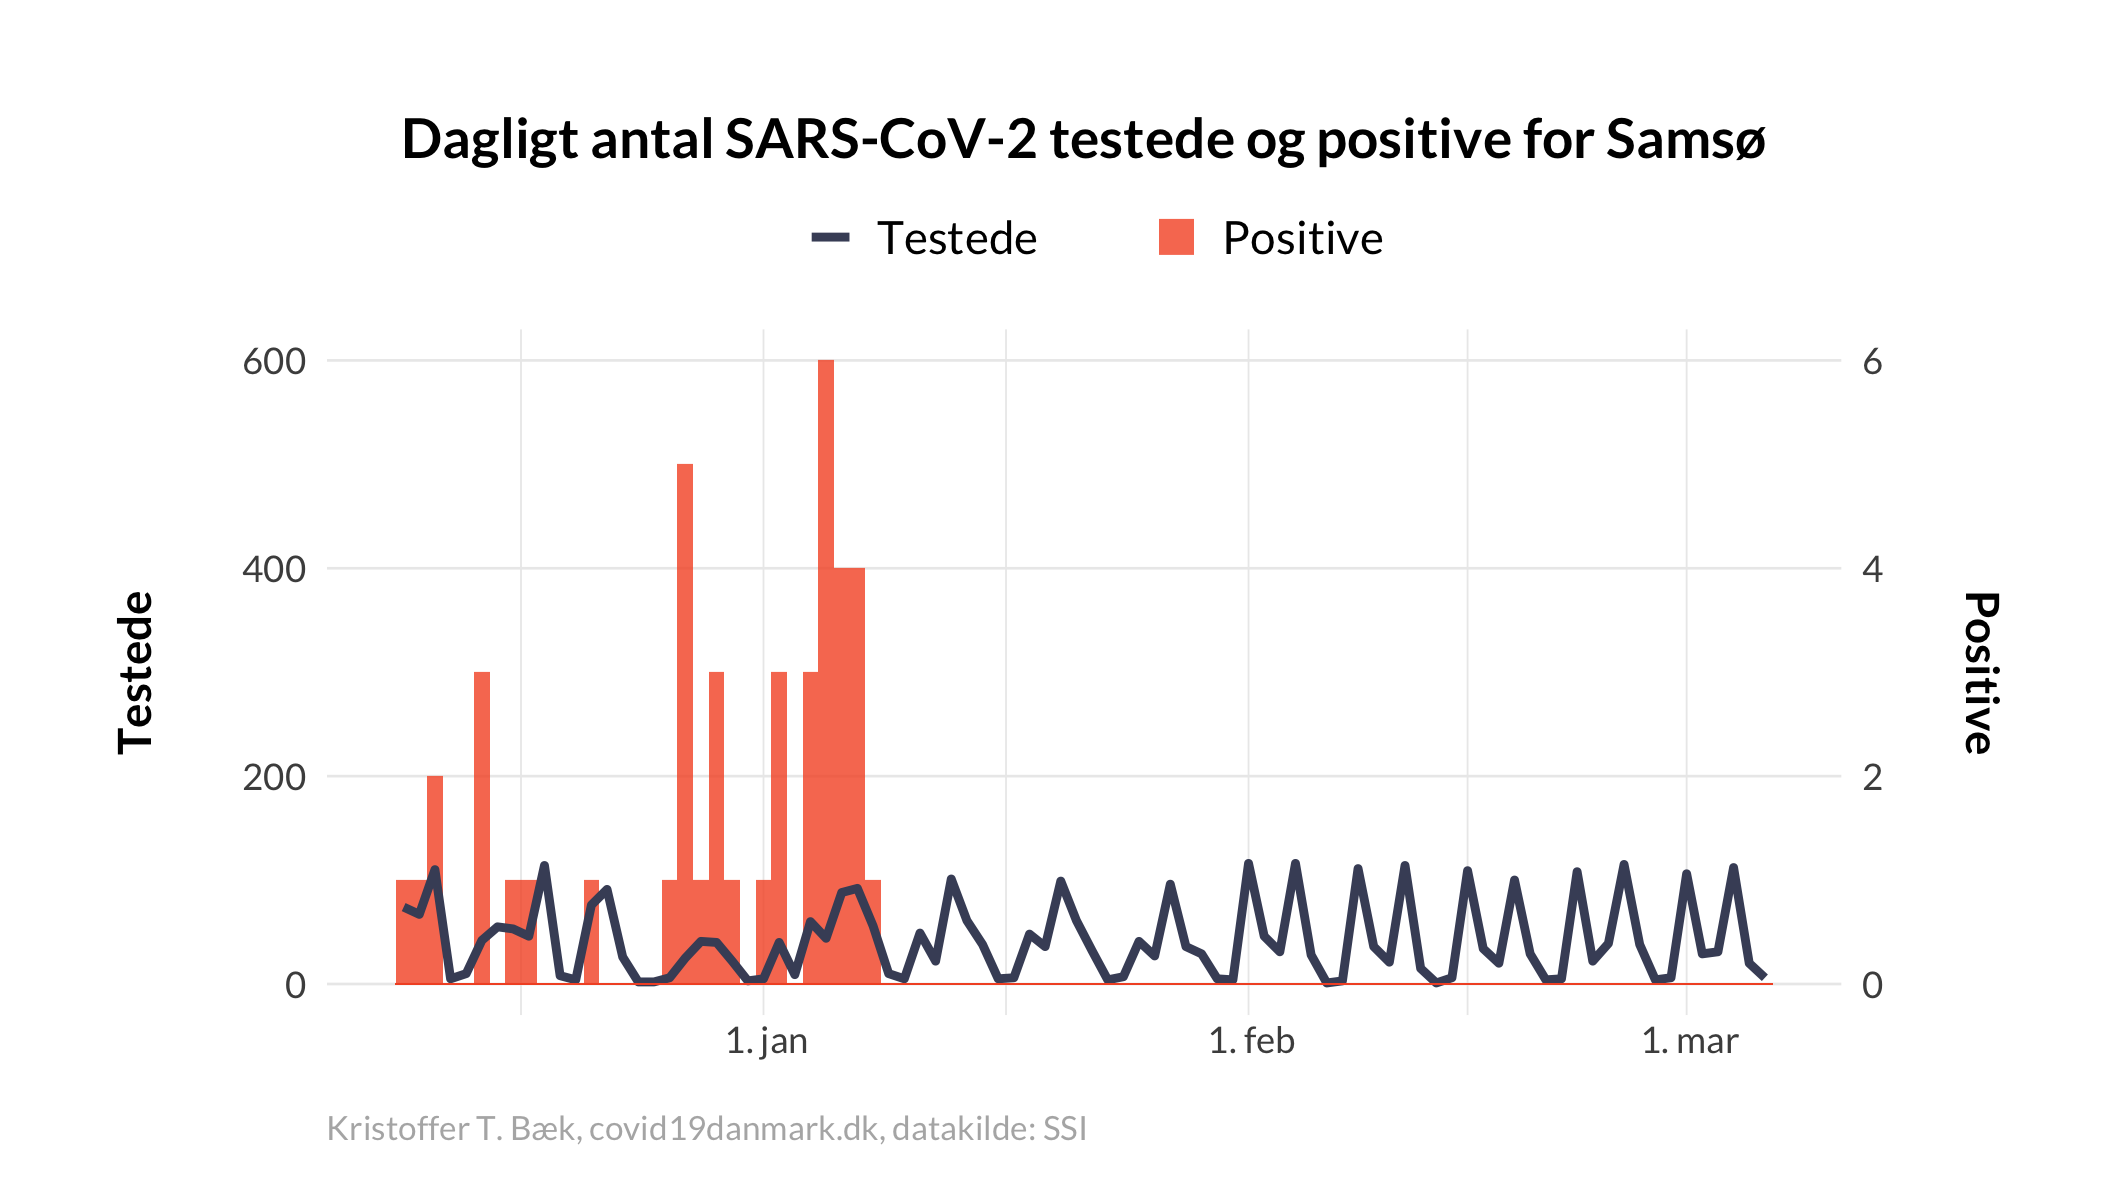 Dagligt antal SARS-CoV-2 testede og positive for Samsø
Testede Positive
600 6
400 4
200 2
0 0
Testede
Positive
1. jan 1. feb 1. mar
Kristoffer T. Bæk, covid19danmark.dk, datakilde: SSI